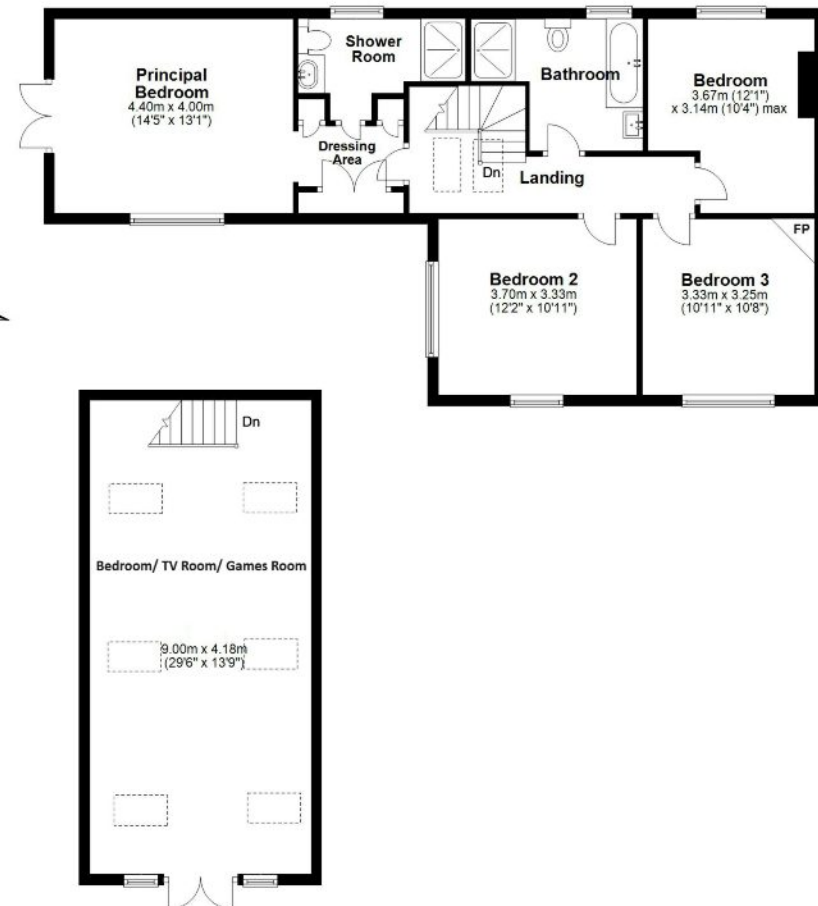 Principal
Bedroom
4.40m x 4.00m
(14'5" x 13'1")
Shower
Room
Dressing
Area
Bathroom
Bedroom
3.67m (12'1")
x 3.14m (10'4") max
Dn
Landing
FP
Bedroom 2
3.70m x 3.33m
(12'2" x 10'11")
Bedroom 3
3.33m x 3.25m
(10'11" x 10'8")
Dn
Bedroom/ TV Room/ Games Room
9.00m x 4.18m
(29'6" x 13'9")